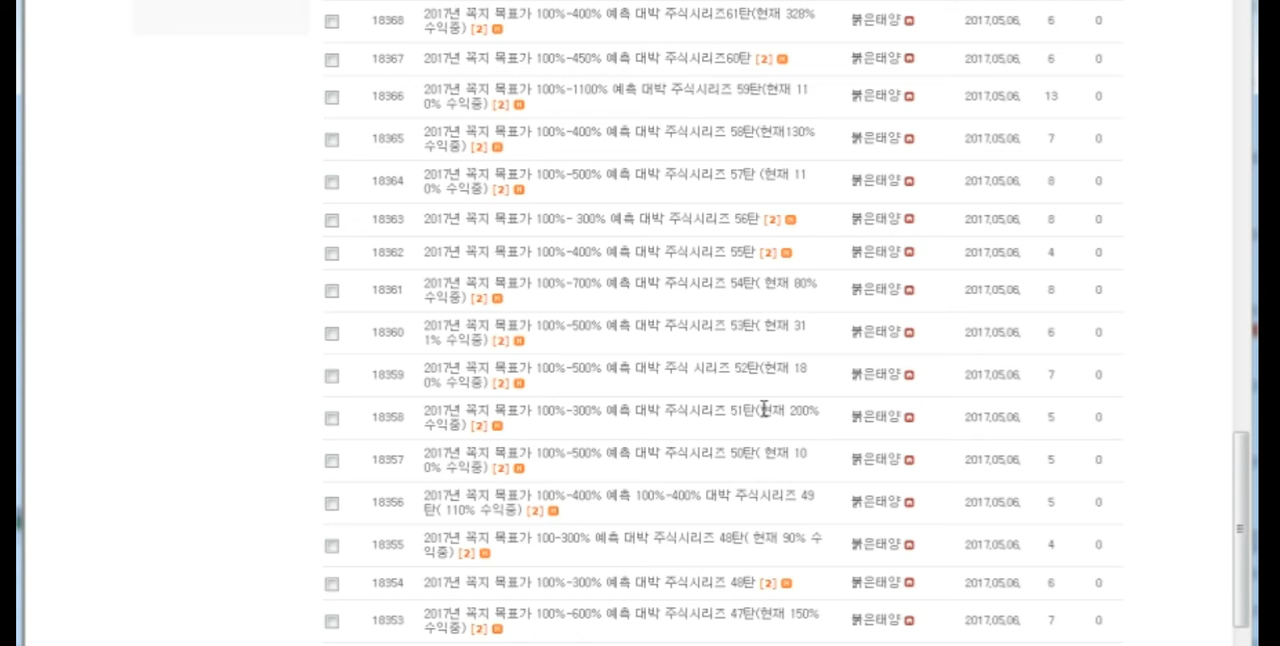 18368 2017년 꼭지 목표가 100%-400% 예측 대박 주식시리즈61탄(현재 328% 붉은태양 2017.05.06. 6 0
수익중) [2]
18367 2017년 꼭지 목표가 100%-450% 예측 대박 주식시리즈60탄 [2] 붉은태양 2017.05.06. 6 0
18366 2017년 꼭지 목표가 100%-1100% 예측 대박 주식시리즈 59탄(현재 11 붉은태양 2017.05.06. 13 0
0% 수익중) [2]
18365 2017년 꼭지 목표가 100%-400% 예측 대박 주식시리즈 58탄(현재130% 붉은태양 2017.05.06. 7 0
수익중) [2]
18364 2017년 꼭지 목표가 100%-500% 예측 대박 주식시리즈 57탄 (현재 11 붉은태양 2017.05.06. 8 0
0% 수익중) [2]
18363 2017년 꼭지 목표가 100%- 300% 예측 대박 주식시리즈 56탄 [2] 붉은태양 2017.05.06. 8 0
18362 2017년 꼭지 목표가 100%-400% 예측 대박 주식시리즈 55탄 [2] 붉은태양 2017.05.06. 4 0
18361 2017년 꼭지 목표가 100%-700% 예측 대박 주식시리즈 54탄( 현재 80% 붉은태양 2017.05.06. 8 0
수익중) [2]
18360 2017년 꼭지 목표가 100%-500% 예측 대박 주식시리즈 53탄( 현재 31 붉은태양 2017.05.06. 6 0
1% 수익중) [2]
18359 2017년 꼭지 목표가 100%-500% 예측 대박 주식 시리즈 52탄(현재 18 붉은태양 2017.05.06. 7 0
0% 수익중) [2]
18358 2017년 꼭지 목표가 100%-300% 예측 대박 주식시리즈 51탄(현재 200% 붉은태양 2017.05.06. 5 0
수익중) [2]
18357 2017년 꼭지 목표가 100%-500% 예측 대박 주식시리즈 50탄( 현재 10 붉은태양 2017.05.06. 5 0
0% 수익중) [2]
18356 2017년 꼭지 목표가 100%-400% 예측 100%-400% 대박 주식시리즈 49 붉은태양 2017.05.06. 5 0
탄( 110% 수익중) [2]
18355 2017년 꼭지 목표가 100-300% 예측 대박 주식시리즈 48탄( 현재 90% 수 붉은태양 2017.05.06. 4 0
익중) [2]
18354 2017년 꼭지 목표가 100%-300% 예측 대박 주식시리즈 48탄 [2] 붉은태양 2017.05.06. 6 0
18353 2017년 꼭지 목표가 100%-600% 예측 대박 주식시리즈 47탄(현재 150% 붉은태양 2017.05.06. 7 0
수익중) [2]